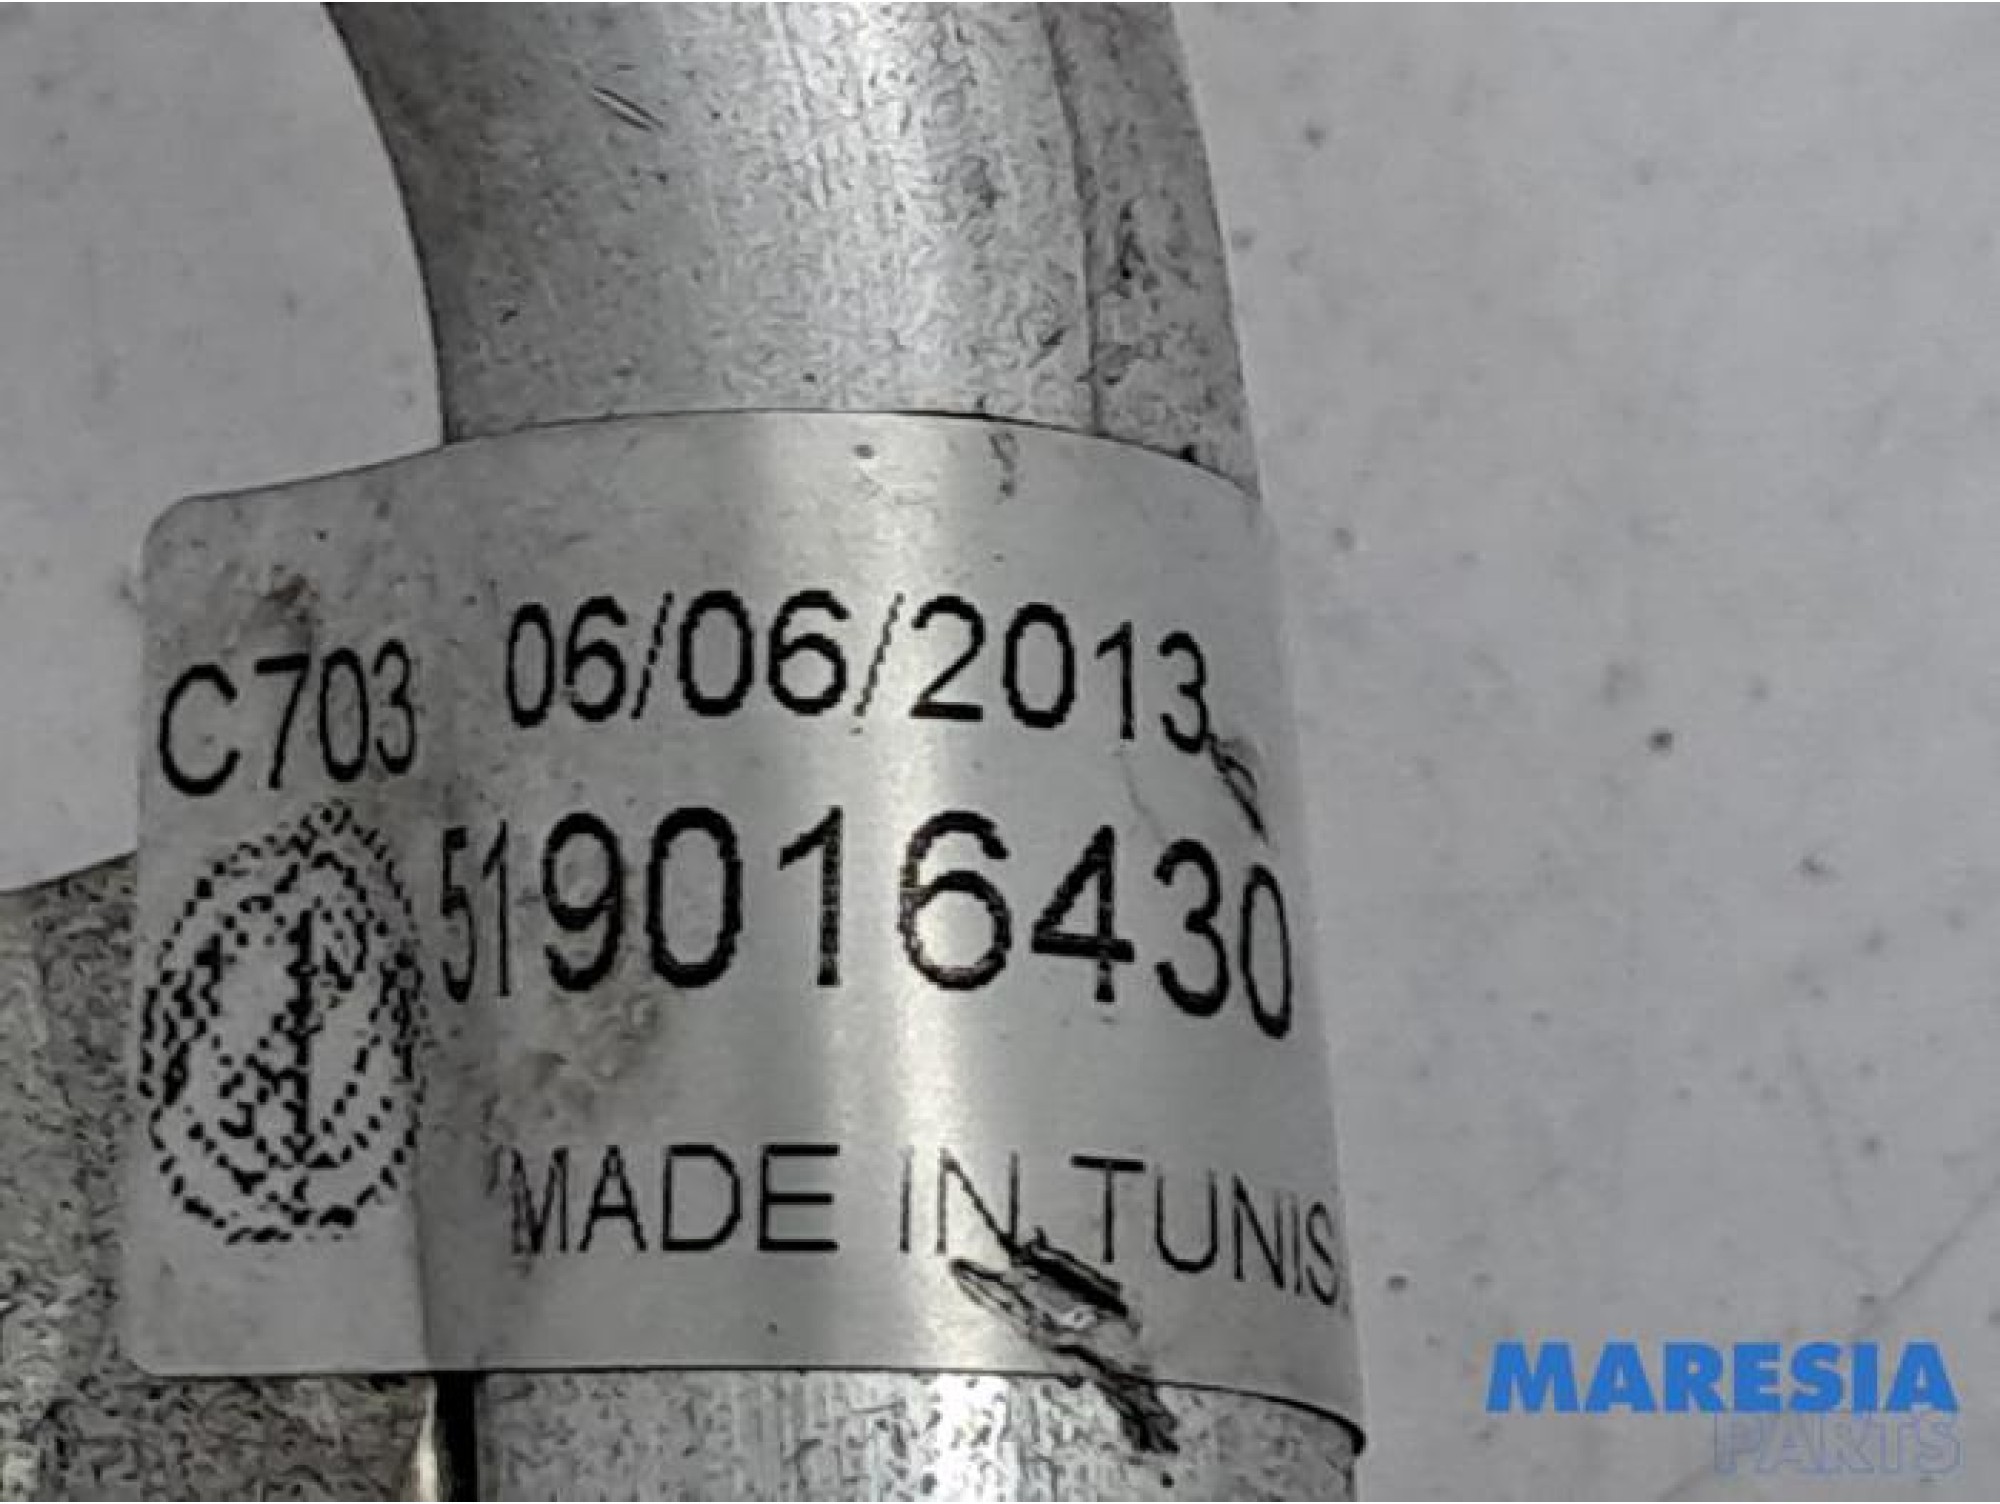 C703 06/06/2013
519016430
MADE IN TUNIS
MARESIA
PARTS